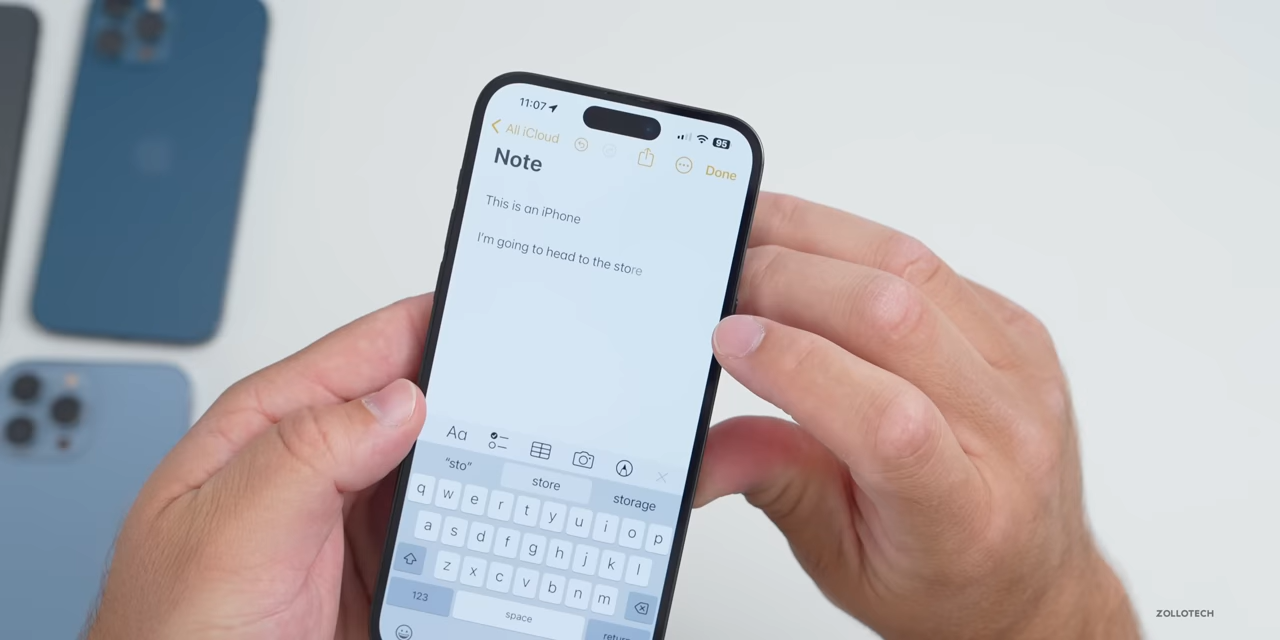 11:07
95
All iCloud
Done
Note
This is an iPhone
I'm going to head to the store
Aa
"sto" store storage
q w e r t y u i o p
a s d f g h j k l
z x c v b n m
123 space return
ZOLLOTECH